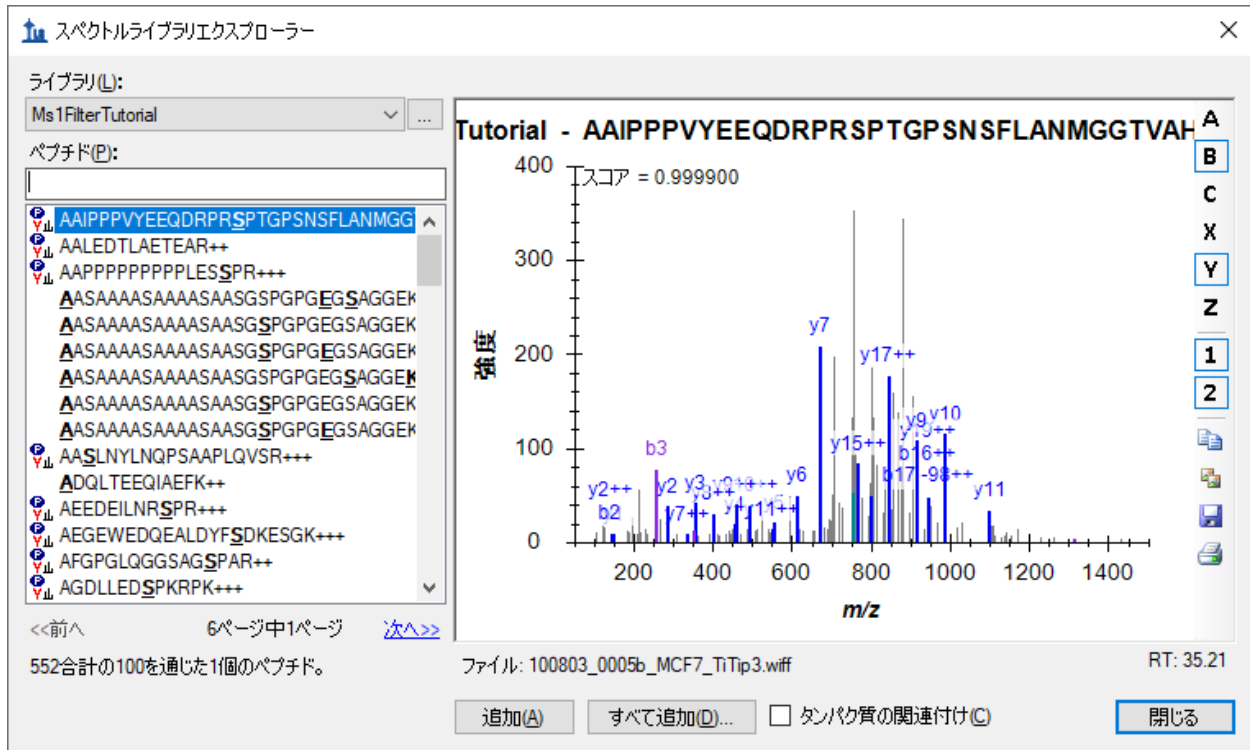 スペクトルライブラリエクスプローラー
ライブラリ(L):
Ms1FilterTutorial
...
ペプチド(P):
AAIPPPVYEEQDRPRSPTGPSNSFLANMGG
AALEDTLAETEAR++
AAPPPPPPPPPLESSPR+++
AASAAAASAAAASAASGSPGPGEGSAGGEK
AASAAAASAAAASAASGSPGPGEGSAGGEK
AASAAAASAAAASAASGSPGPGEGSAGGEK
AASAAAASAAAASAASGSPGPGEGSAGGEK
AASAAAASAAAASAASGSPGPGEGSAGGEK
AASAAAASAAAASAASGSPGPGEGSAGGEK
AASLNYLNQPSAAPLQVSR+++
ADQLTEEQIAEFK++
AEEDEILNRSPR+++
AEGEWEDQEALDYFSDKESGK+++
AFGPGLQGGSAGSPAR++
AGDLLEDSPKRPK+++
<<前へ
6ページ中1ページ
次へ>>
552合計の100を通じた1個のペプチド。
Tutorial - AAIPPPVYEEQDRPRSPTGPSNSFLANMGGTVAH
スコア = 0.999900
強度
400
300
200
100
0
y7
y17++
y9
y10
b3
y15++
b16++
b17 -98++
y2++
b2
y2
y3
y7++
y11++
y6
y11
200
400
600
800
1000
1200
1400
m/z
A
B
C
X
Y
Z
1
2
ファイル: 100803_0005b_MCF7_TiTip3.wiff
RT: 35.21
追加(A)
すべて追加(D)...
タンパク質の関連付け(C)
閉じる